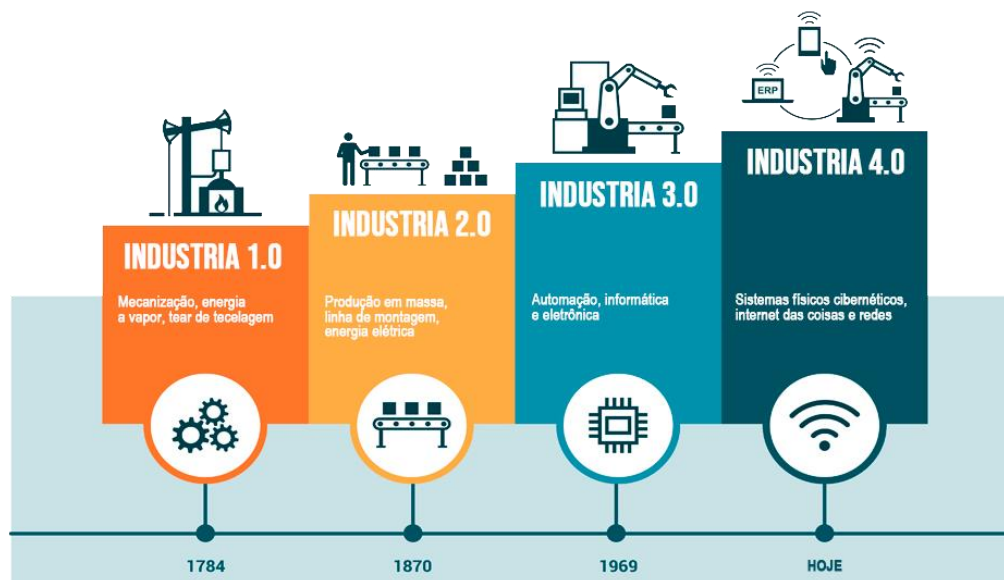 ERP
INDUSTRIA 1.0
Mecanização, energia
a vapor, tear de tecelagem
INDUSTRIA 2.0
Produção em massa,
linha de montagem,
energia elétrica
INDUSTRIA 3.0
Automação, informática
e eletrônica
INDUSTRIA 4.0
Sistemas físicos cibernéticos,
internet das coisas e redes
1784
1870
1969
HOJE